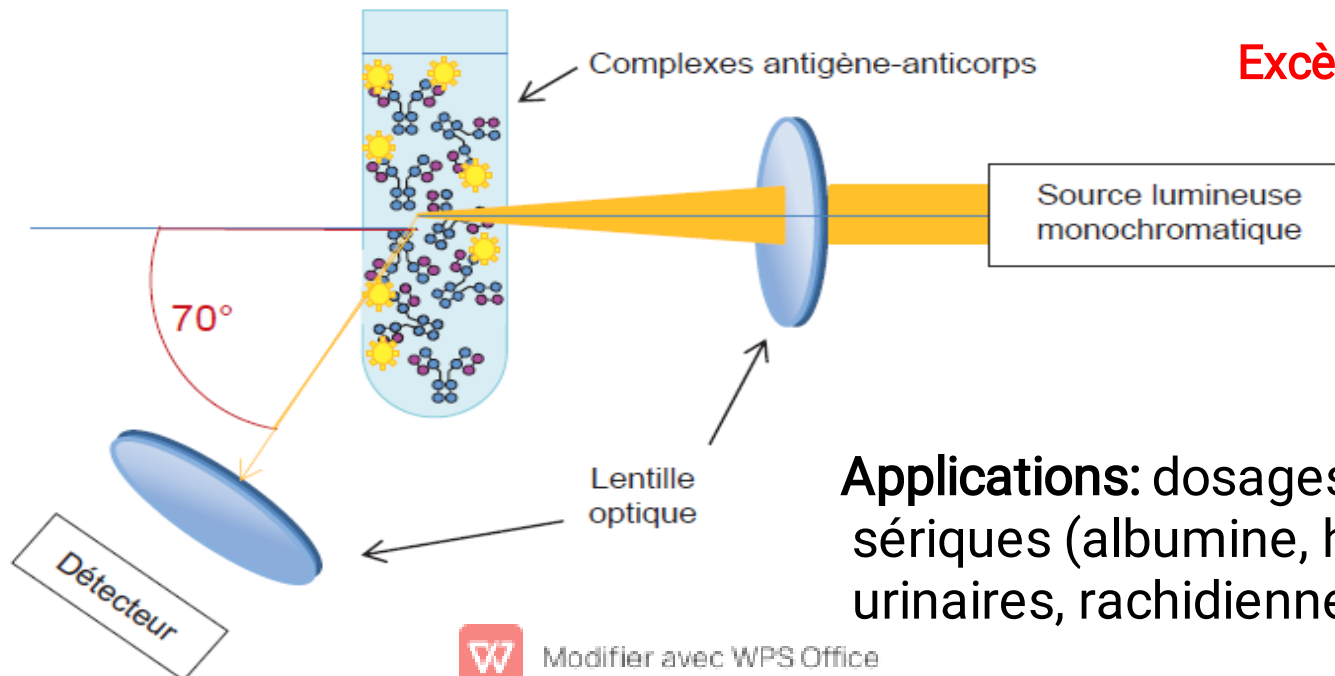 Complexes antigène-anticorps
Source lumineuse
monochromatique
70°
Lentille
optique
Détecteur
Applications: dosages
sériques (albumine,
urinaires,
Modifier avec WPS Office